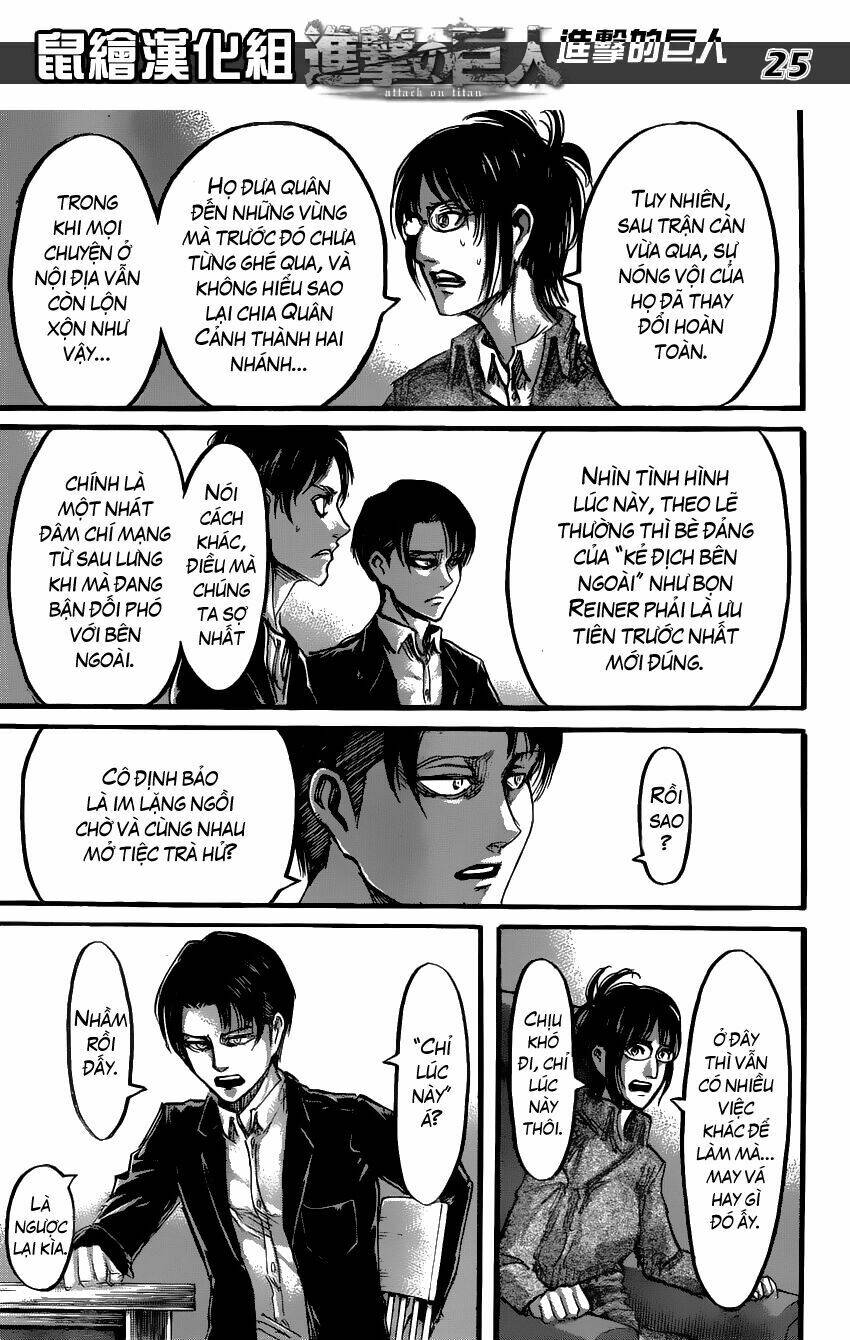 鼠繪漢化組
進撃の巨人
attack on titan
進擊的巨人
25
TUY NHIÊN,
SAU TRẬN CÀN
VỪA QUA, SỰ
NÓNG VỘI CỦA
HỌ ĐÃ THAY
ĐỔI HOÀN
TOÀN.
HỌ ĐƯA QUÂN
ĐẾN NHỮNG VÙNG
MÀ TRƯỚC ĐÓ CHƯA
TỪNG GHÉ QUA, VÀ
KHÔNG HIỂU SAO
LẠI CHIA QUÂN
CẢNH THÀNH HAI
NHÁNH...
TRONG
KHI MỌI
CHUYỆN Ở
NỘI ĐỊA VẪN
CÒN LỘN
XỘN NHƯ
VẬY...
NHÌN TÌNH HÌNH
LÚC NÀY, THEO LẼ
THƯỜNG THÌ BÈ ĐẢNG
CỦA "KẺ ĐỊCH BÊN
NGOÀI" NHƯ BỌN
REINER PHẢI LÀ ƯU
TIÊN TRƯỚC NHẤT
MỚI ĐÚNG.
NÓI
CÁCH
KHÁC,
ĐIỀU MÀ
CHÚNG
TA SỢ
NHẤT
CHÍNH LÀ
MỘT NHÁT
ĐÂM CHÍ MẠNG
TỪ SAU LƯNG
KHI MÀ ĐANG
BẬN ĐỐI PHÓ
VỚI BÊN
NGOÀI.
RỒI
SAO
?
CÔ ĐỊNH BẢO
LÀ IM LẶNG NGỒI
CHỜ VÀ CÙNG NHAU
MỞ TIỆC TRÀ HỬ?
Ở ĐÂY
THÌ VẪN
CÓ NHIỀU
VIỆC
KHÁC ĐỂ
LÀM MÀ...
MAY VÁ
HAY GÌ
ĐÓ ẤY.
CHỊU
KHÓ
ĐI, CHỈ
LÚC
NÀY
THÔI.
"CHỈ
LÚC
NÀY"
Á?
NHẦM
RỒI
ĐẤY.
LÀ
NGƯỢC
LẠI KÌA.